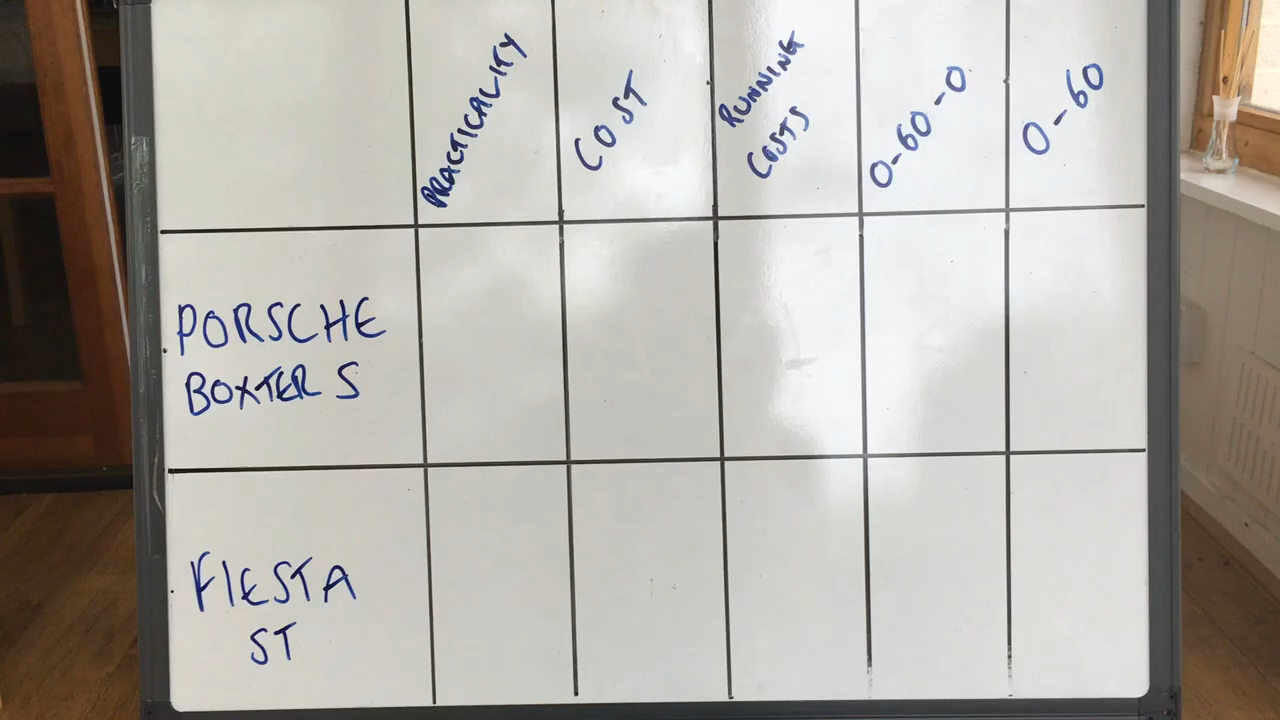 PRACTICALITY
COST
RUNNING
COSTS
0-60-0
0-60
PORSCHE
BOXTER S
FIESTA
ST